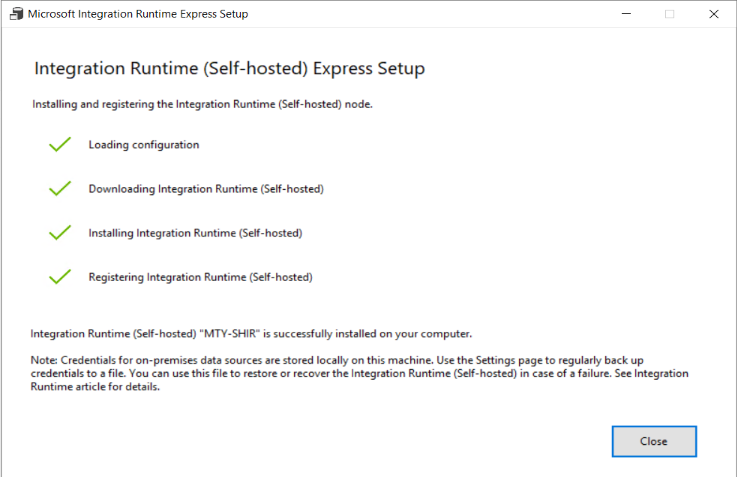 Microsoft Integration Runtime Express Setup
Integration Runtime (Self-hosted) Express Setup
Installing and registering the Integration Runtime (Self-hosted) node.
Loading configuration
Downloading Integration Runtime (Self-hosted)
Installing Integration Runtime (Self-hosted)
Registering Integration Runtime (Self-hosted)
Integration Runtime (Self-hosted) "MTY-SHIR" is successfully installed on your computer.
Note: Credentials for on-premises data sources are stored locally on this machine. Use the Settings page to regularly back up
credentials to a file. You can use this file to restore or recover the Integration Runtime (Self-hosted) in case of a failure. See Integration
Runtime article for details.
Close